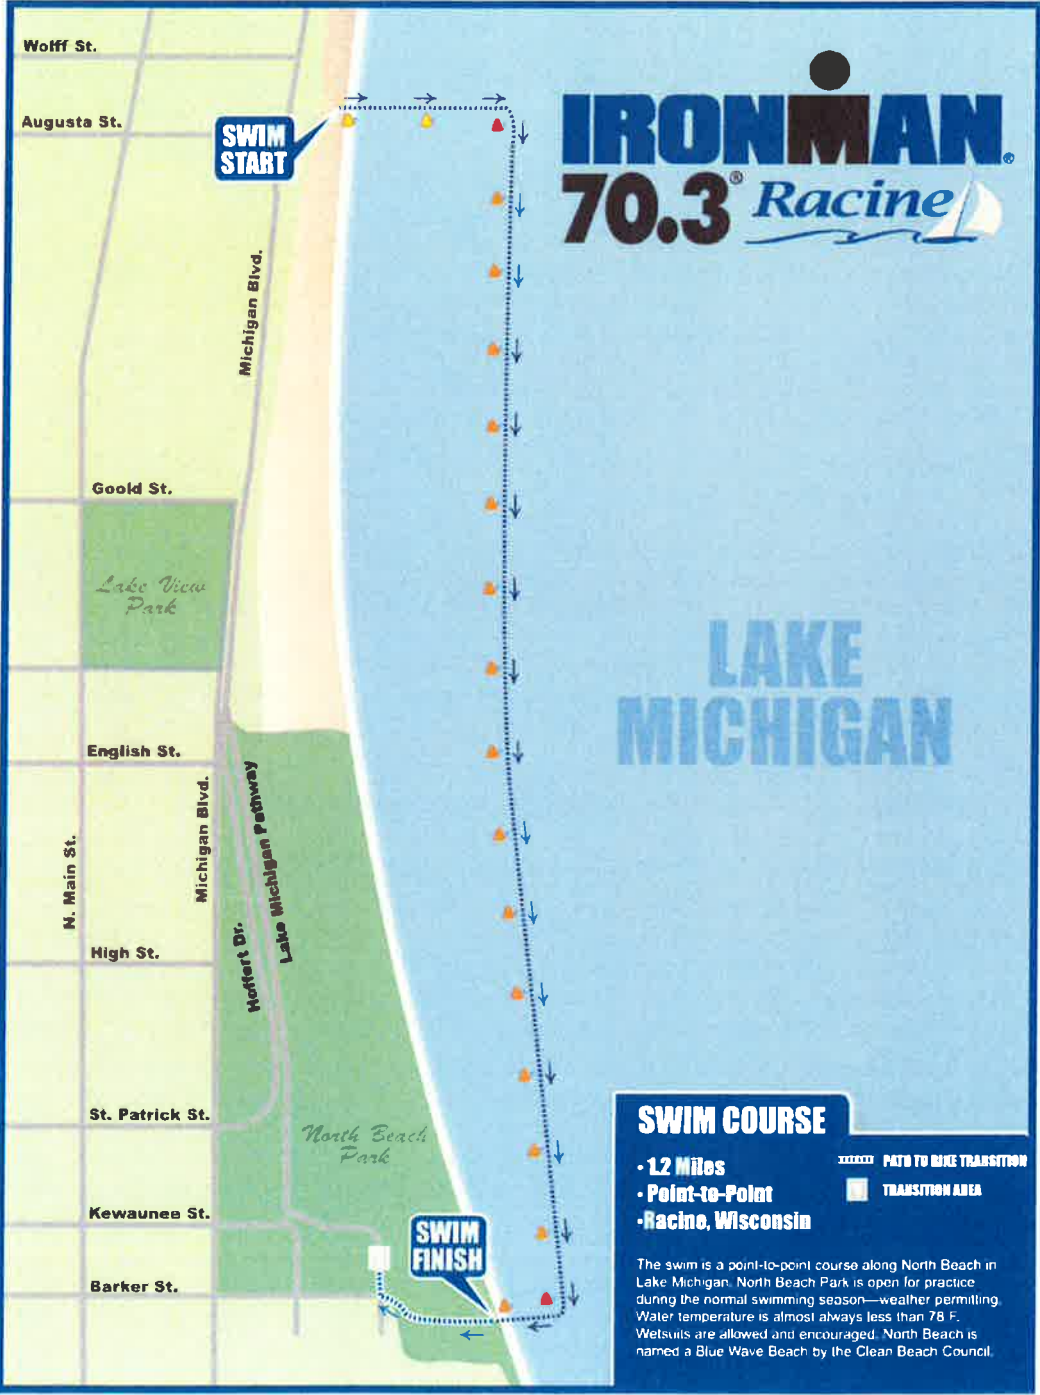 Wolff St.
Augusta St.
SWIM
START
IRONMAN®
70.3® Racine
Michigan Blvd.
Goold St.
Lake View
Park
LAKE
MICHIGAN
English St.
Michigan Blvd.
Lake Michigan Pathway
N. Main St.
Hoffert Dr.
High St.
St. Patrick St.
North Beach
Park
Kewaunee St.
SWIM
FINISH
Barker St.
SWIM COURSE
• 1.2 Miles
• Point-to-Point
• Racine, Wisconsin
PATH TO BIKE TRANSITION
TRANSITION AREA
The swim is a point-to-point course along North Beach in
Lake Michigan. North Beach Park is open for practice
during the normal swimming season—weather permitting.
Water temperature is almost always less than 78 F.
Wetsuits are allowed and encouraged. North Beach is
named a Blue Wave Beach by the Clean Beach Council.